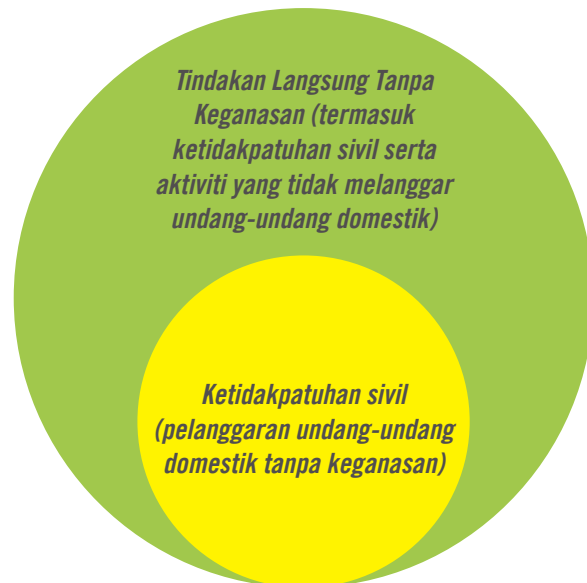 Tindakan Langsung Tanpa
Keganasan (termasuk
ketidakpatuhan sivil serta
aktiviti yang tidak melanggar
undang-undang domestik)
Ketidakpatuhan sivil
(pelanggaran undang-undang
domestik tanpa keganasan)